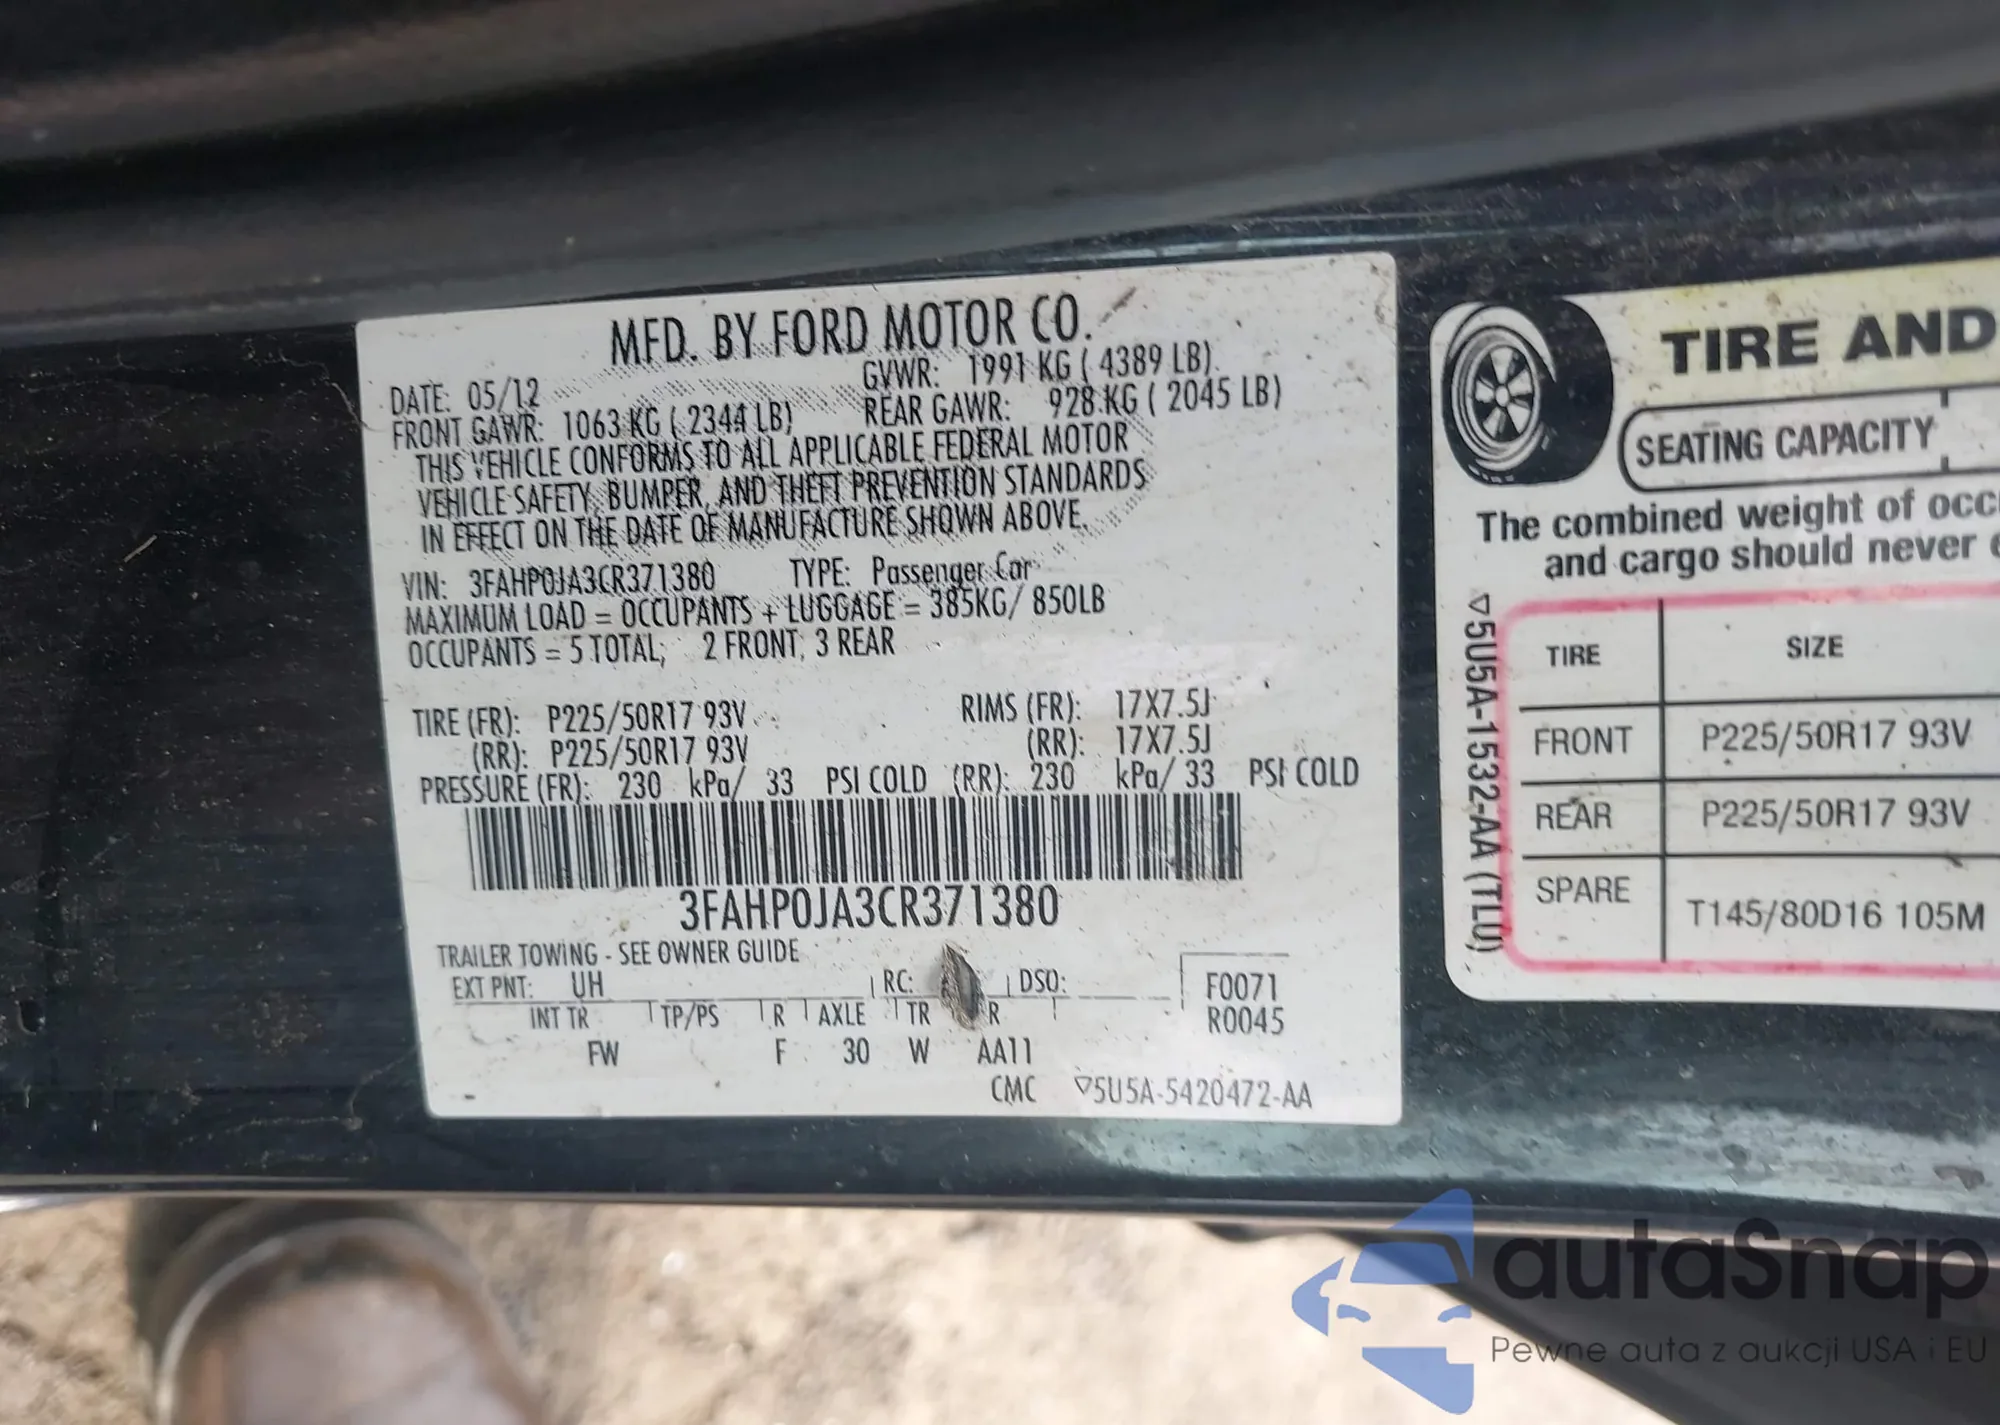 MFD. BY FORD MOTOR CO.
DATE: 05/12 GVWR: 1991 KG ( 4389 LB)
FRONT GAWR: 1063 KG ( 2344 LB) REAR GAWR: 928 KG ( 2045 LB)
THIS VEHICLE CONFORMS TO ALL APPLICABLE FEDERAL MOTOR
VEHICLE SAFETY, BUMPER, AND THEFT PREVENTION STANDARDS
IN EFFECT ON THE DATE OF MANUFACTURE SHOWN ABOVE.
VIN: 3FAHP0JA3CR371380 TYPE: Passenger Car
MAXIMUM LOAD = OCCUPANTS + LUGGAGE = 385KG/ 850LB
OCCUPANTS = 5 TOTAL; 2 FRONT, 3 REAR
TIRE (FR): P225/50R17 93V RIMS (FR): 17X7.5J
(RR): P225/50R17 93V (RR): 17X7.5J
PRESSURE (FR): 230 kPa/ 33 PSI COLD (RR): 230 kPa/ 33 PSI COLD
3FAHP0JA3CR371380
TRAILER TOWING - SEE OWNER GUIDE
EXT PNT: UH RC: DSO: F0071
INT TR TP/PS R AXLE TR R R0045
FW F 30 W AA11
CMC ▽5U5A-5420472-AA
TIRE AND
SEATING CAPACITY
The combined weight of occ
and cargo should never
▽5U5A-1532-AA (TLU)
TIRE SIZE
FRONT P225/50R17 93V
REAR P225/50R17 93V
SPARE T145/80D16 105M
autaSnap
Pewne auta z aukcji USA i EU